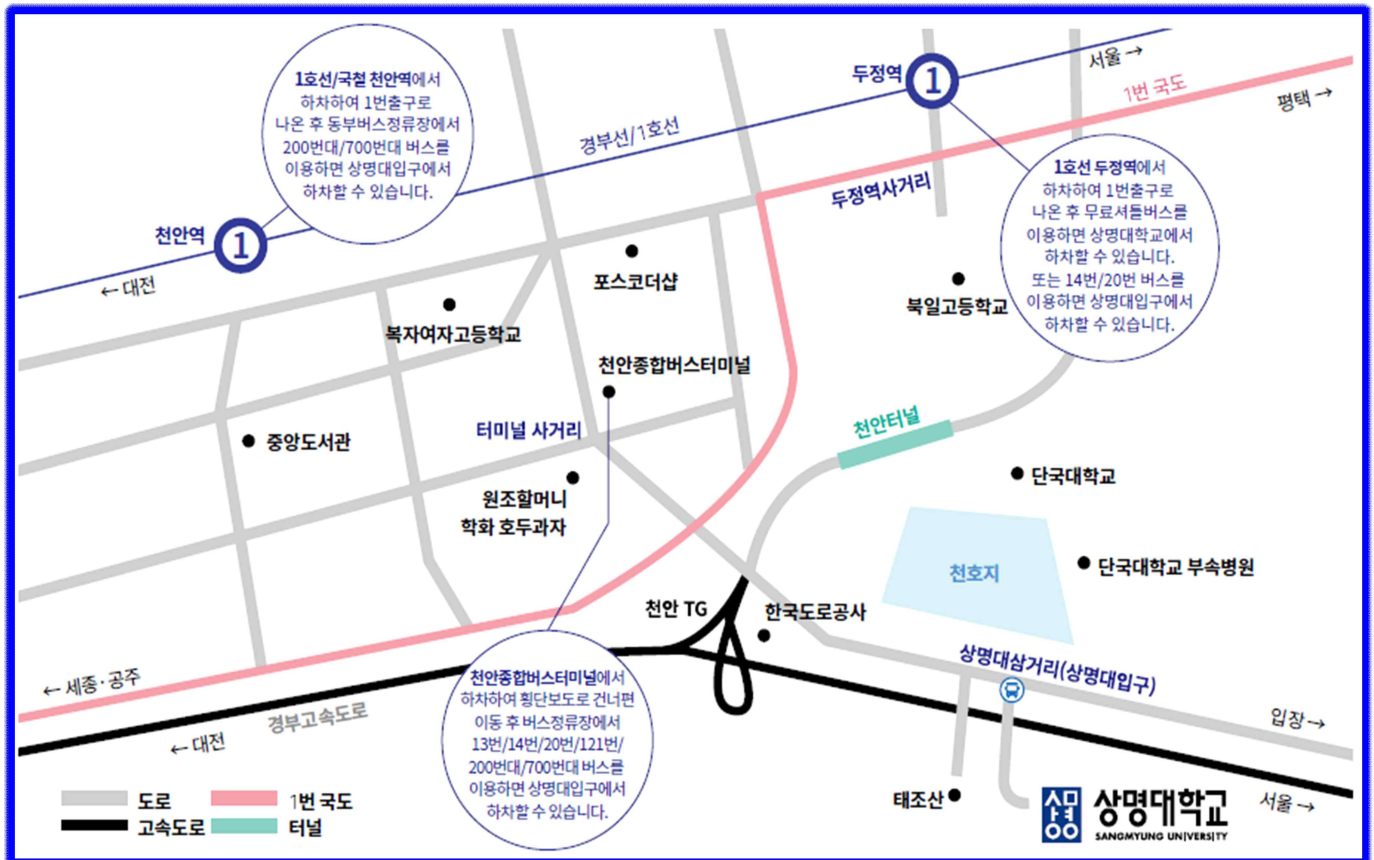 1호선/국철 천안역에서
하차하여 1번출구로
나온 후 동부버스정류장에서
200번대/700번대 버스를
이용하면 상명대입구에서
하차할 수 있습니다.
두정역
1
서울 →
1번 국도
평택 →
경부선/1호선
1호선 두정역에서
하차하여 1번출구로
나온 후 무료셔틀버스를
이용하면 상명대학교에서
하차할 수 있습니다.
또는 14번/20번 버스를
이용하면 상명대입구에서
하차할 수 있습니다.
두정역사거리
천안역
1
← 대전
포스코더샵
북일고등학교
복자여자고등학교
천안종합버스터미널
천안터널
터미널 사거리
중앙도서관
단국대학교
원조할머니
학화 호두과자
천호지
단국대학교 부속병원
천안 TG
한국도로공사
상명대삼거리(상명대입구)
← 세종·공주
경부고속도로
← 대전
천안종합버스터미널에서
하차하여 횡단보도로 건너편
이동 후 버스정류장에서
13번/14번/20번/121번/
200번대/700번대 버스를
이용하면 상명대입구에서
하차할 수 있습니다.
입장 →
서울 →
태조산
도로
1번 국도
고속도로
터널
상명
상명대학교
SANGMYUNG UNIVERSITY